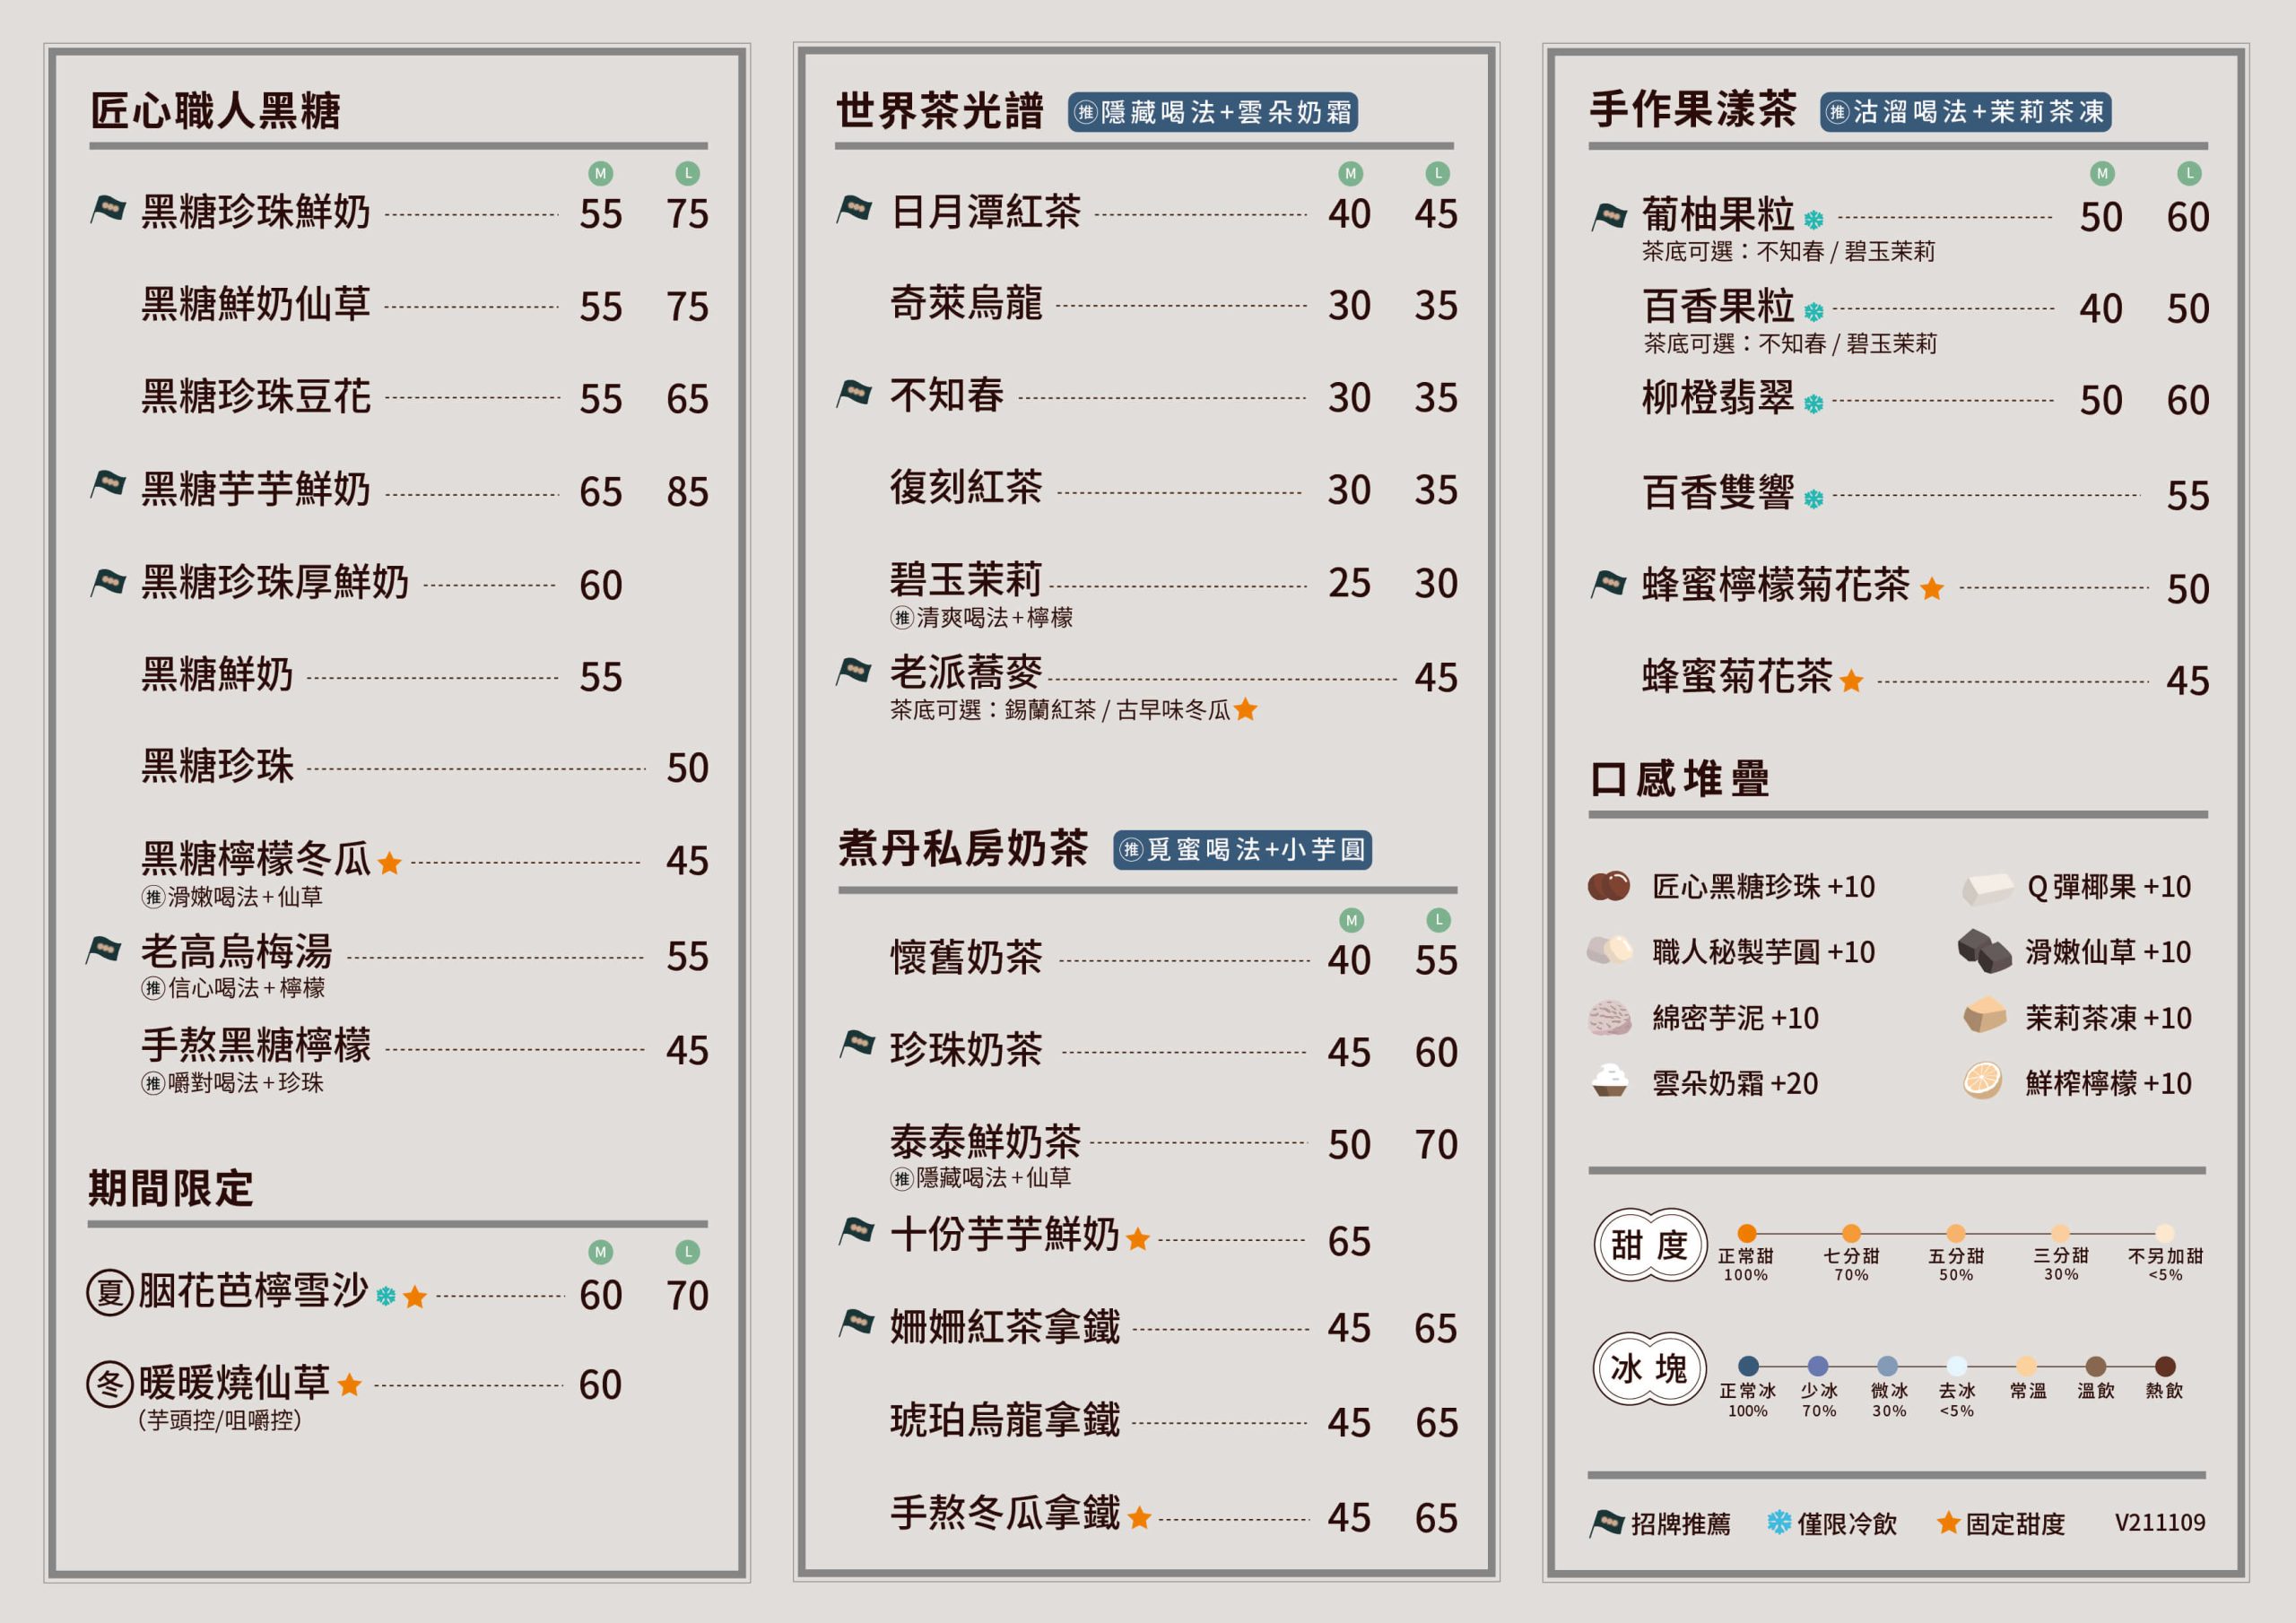 匠心職人黑糖
M L
黑糖珍珠鮮奶 55 75
黑糖鮮奶仙草 55 75
黑糖珍珠豆花 55 65
黑糖芋芋鮮奶 65 85
黑糖珍珠厚鮮奶 60
黑糖鮮奶 55
黑糖珍珠 50
黑糖檸檬冬瓜 45
推滑嫩喝法+仙草
老高烏梅湯 55
推信心喝法+檸檬
手熬黑糖檸檬 45
推嚼對喝法+珍珠
期間限定
M L
夏 胭花芭檸雪沙 60 70
冬 暖暖燒仙草 60
(芋頭控/咀嚼控)
世界茶光譜 推隱藏喝法+雲朵奶霜
M L
日月潭紅茶 40 45
奇萊烏龍 30 35
不知春 30 35
復刻紅茶 30 35
碧玉茉莉 25 30
推清爽喝法+檸檬
老派蕎麥 45
茶底可選：錫蘭紅茶 / 古早味冬瓜
煮丹私房奶茶 推覓蜜喝法+小芋圓
M L
懷舊奶茶 40 55
珍珠奶茶 45 60
泰泰鮮奶茶 50 70
推隱藏喝法+仙草
十份芋芋鮮奶 65
姍姍紅茶拿鐵 45 65
琥珀烏龍拿鐵 45 65
手熬冬瓜拿鐵 45 65
手作果漾茶 推沽溜喝法+茉莉茶凍
M L
葡柚果粒 50 60
茶底可選：不知春 / 碧玉茉莉
百香果粒 40 50
茶底可選：不知春 / 碧玉茉莉
柳橙翡翠 50 60
百香雙響 55
蜂蜜檸檬菊花茶 50
蜂蜜菊花茶 45
口感堆疊
匠心黑糖珍珠 +10 Q彈椰果 +10
職人秘製芋圓 +10 滑嫩仙草 +10
綿密芋泥 +10 茉莉茶凍 +10
雲朵奶霜 +20 鮮榨檸檬 +10
甜度
正常甜 七分甜 五分甜 三分甜 不另加甜
100% 70% 50% 30% <5%
冰塊
正常冰 少冰 微冰 去冰 常溫 溫飲 熱飲
100% 70% 30% <5%
招牌推薦 僅限冷飲 固定甜度 V211109